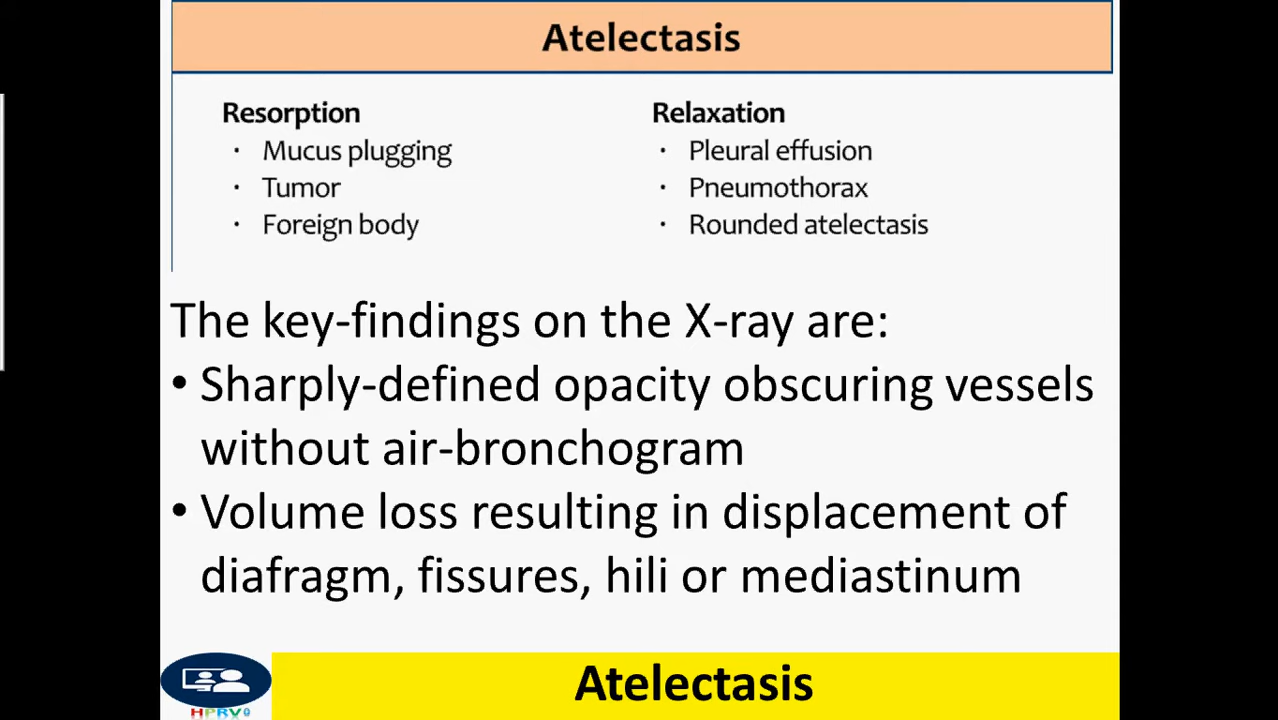 Atelectasis
Resorption
· Mucus plugging
· Tumor
· Foreign body
Relaxation
· Pleural effusion
· Pneumothorax
· Rounded atelectasis
The key-findings on the X-ray are:
• Sharply-defined opacity obscuring vessels
without air-bronchogram
• Volume loss resulting in displacement of
diafragm, fissures, hili or mediastinum
Atelectasis